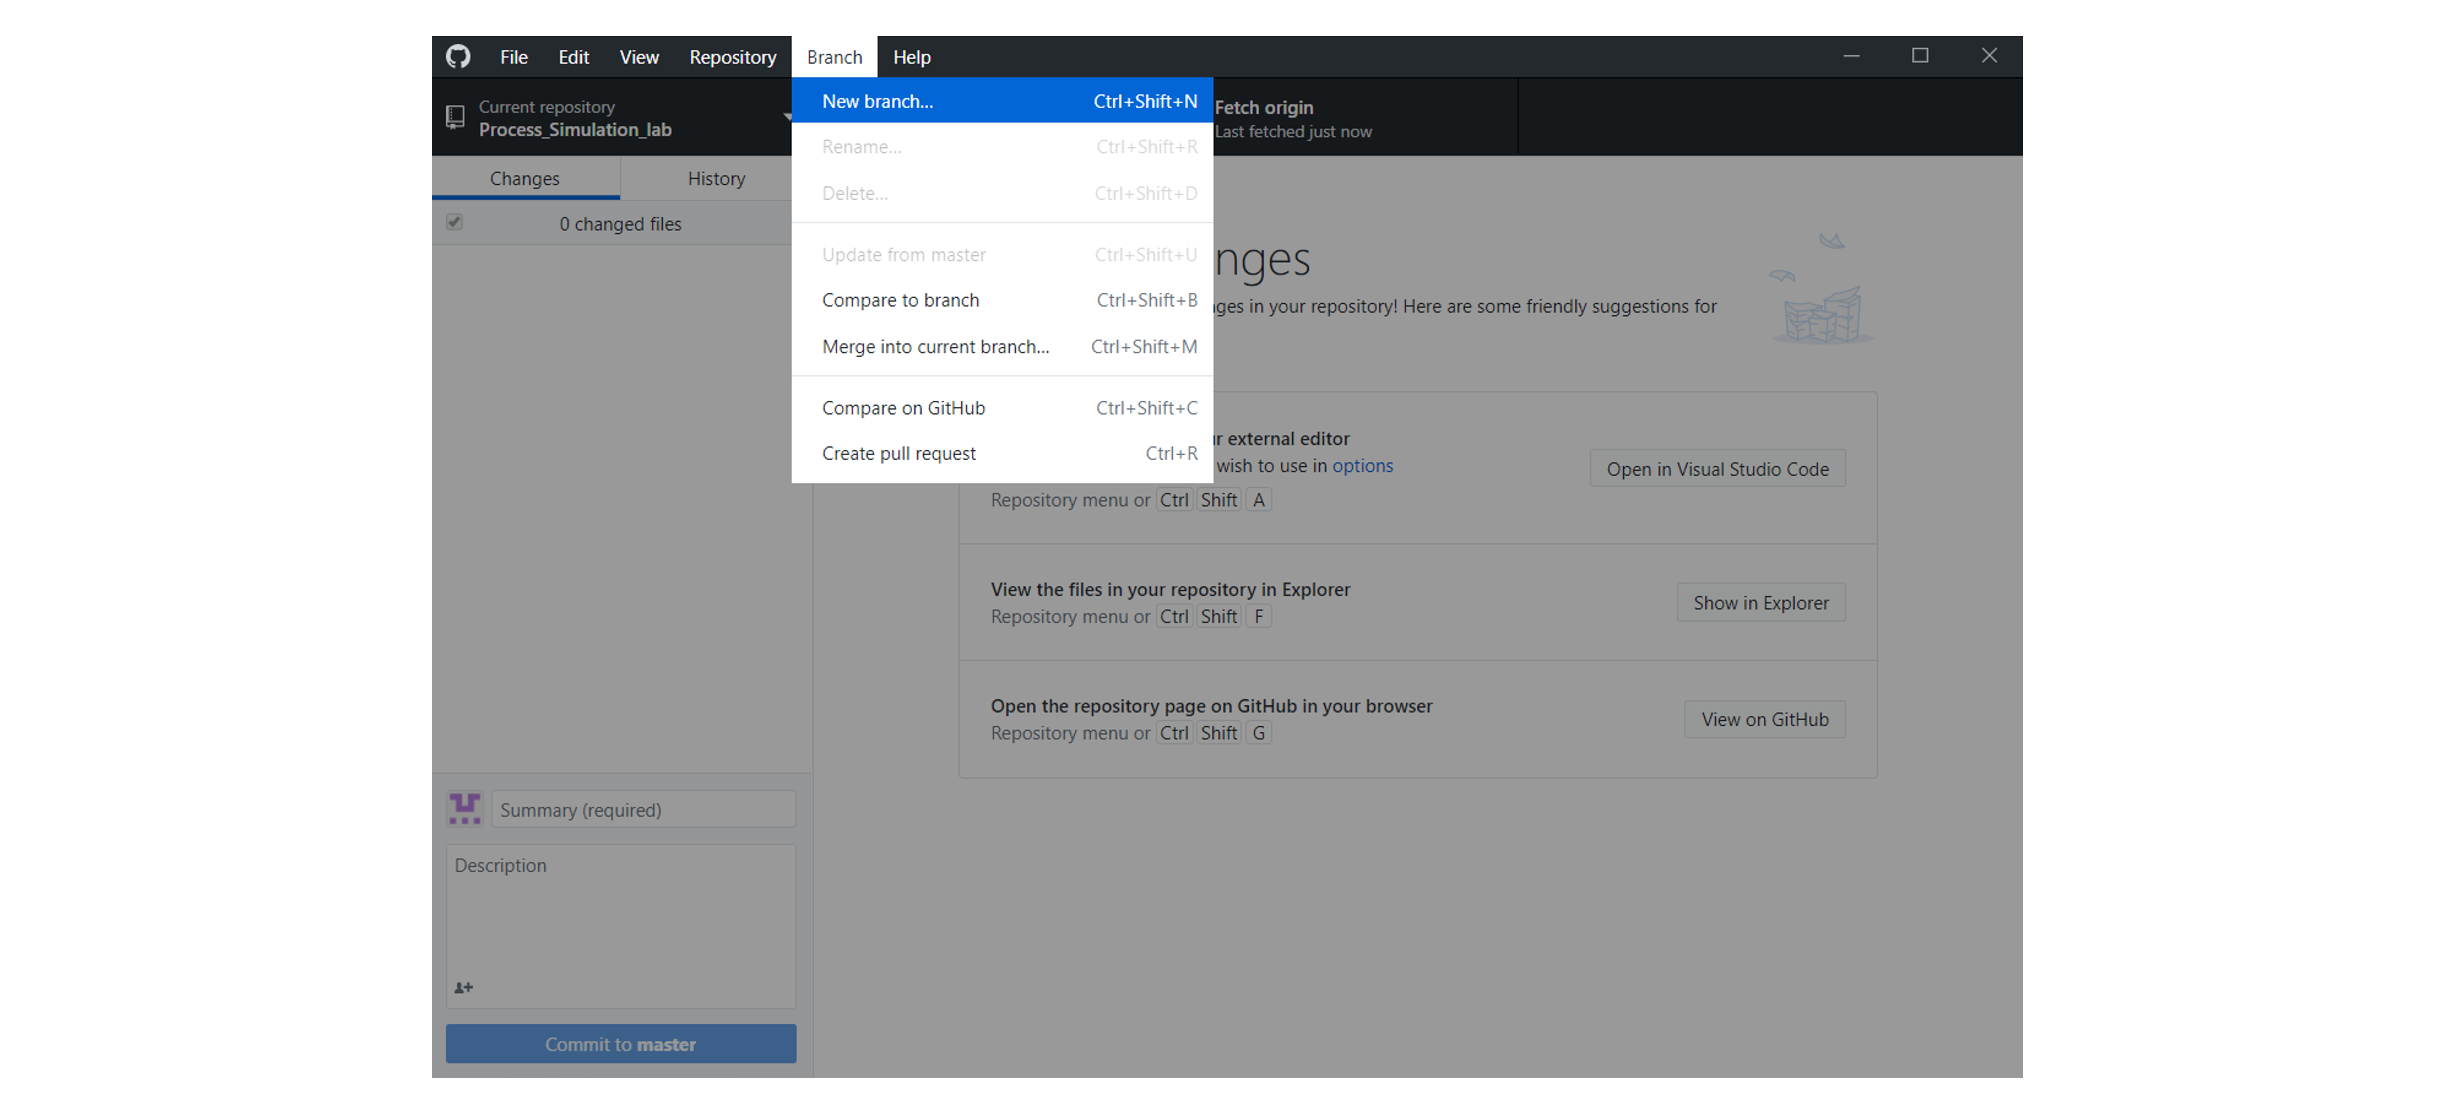 File Edit View Repository Branch Help
Current repository
Process_Simulation_lab
Fetch origin
Last fetched just now
New branch... Ctrl+Shift+N
Rename... Ctrl+Shift+R
Delete... Ctrl+Shift+D
Update from master Ctrl+Shift+U
Compare to branch Ctrl+Shift+B
Merge into current branch... Ctrl+Shift+M
Compare on GitHub Ctrl+Shift+C
Create pull request Ctrl+R
Changes History
0 changed files
nges
ges in your repository! Here are some friendly suggestions for
r external editor
wish to use in options
Repository menu or Ctrl Shift A
Open in Visual Studio Code
View the files in your repository in Explorer
Repository menu or Ctrl Shift F
Show in Explorer
Open the repository page on GitHub in your browser
Repository menu or Ctrl Shift G
View on GitHub
Summary (required)
Description
Commit to master